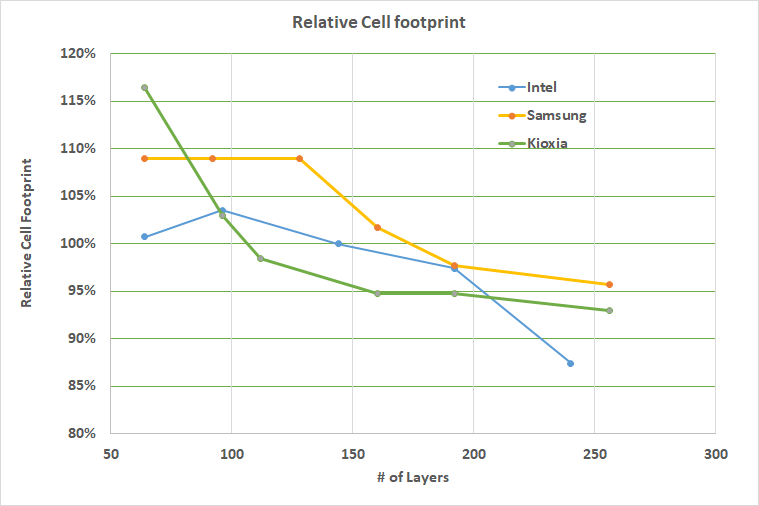 Relative Cell footprint
120%
115%
110%
105%
100%
95%
90%
85%
80%
Relative Cell Footprint
Intel
Samsung
Kioxia
50 100 150 200 250 300
# of Layers